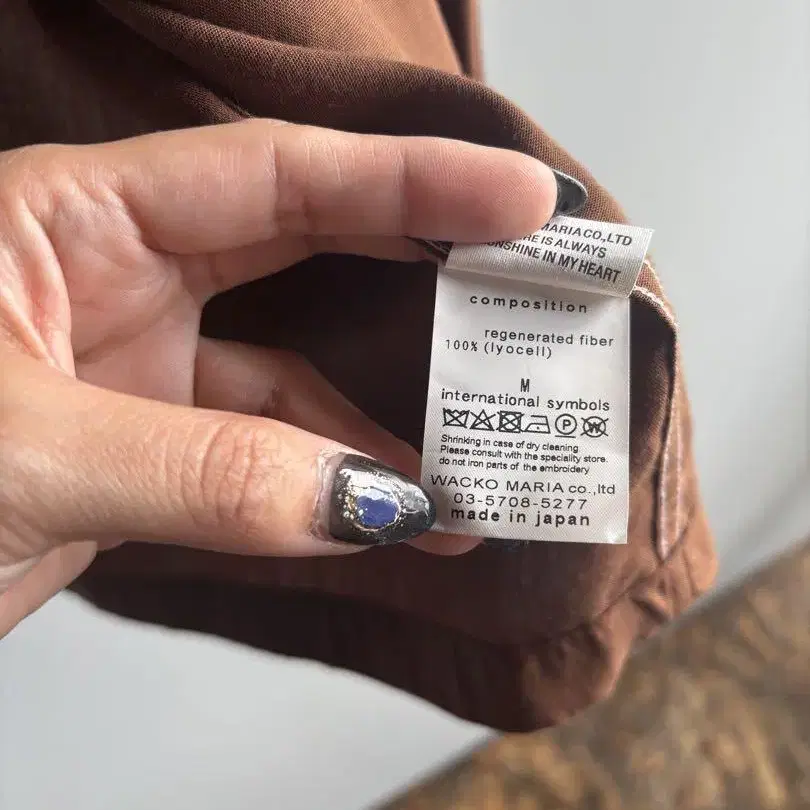 MARIA CO.,LTD
RE IS ALWAYS
NSHINE IN MY HEART
composition
regenerated fiber
100% (lyocell)
M
international symbols
P W
Shrinking in case of dry cleaning
Please consult with the speciality store.
do not iron parts of the embroidery
WACKO MARIA co.,ltd
03-5708-5277
made in japan